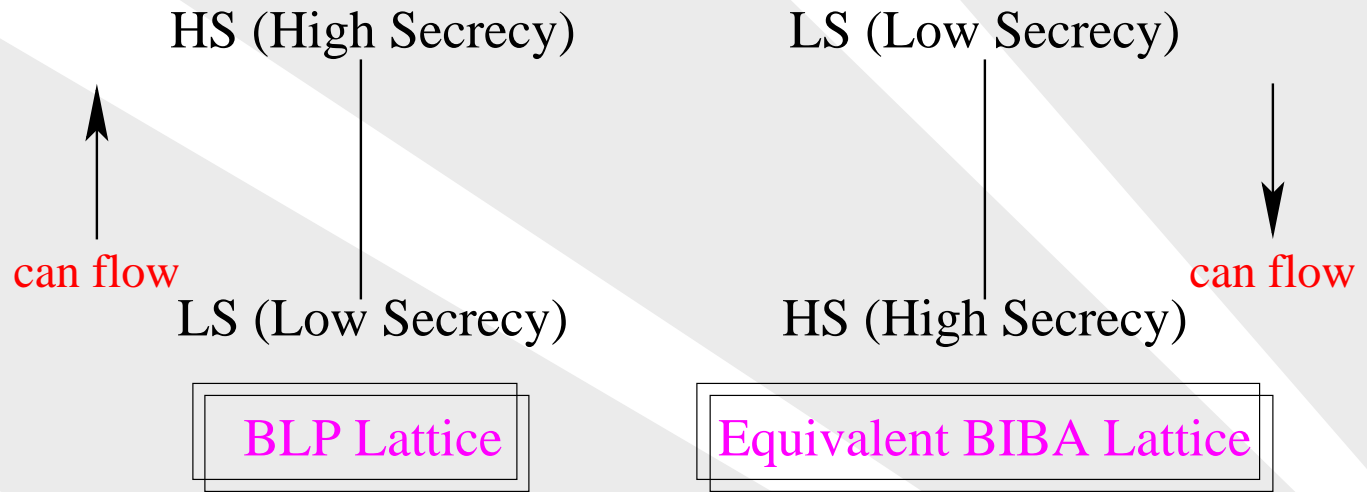 HS (High Secrecy)
LS (Low Secrecy)
can flow
can flow
LS (Low Secrecy)
HS (High Secrecy)
BLP Lattice
Equivalent BIBA Lattice